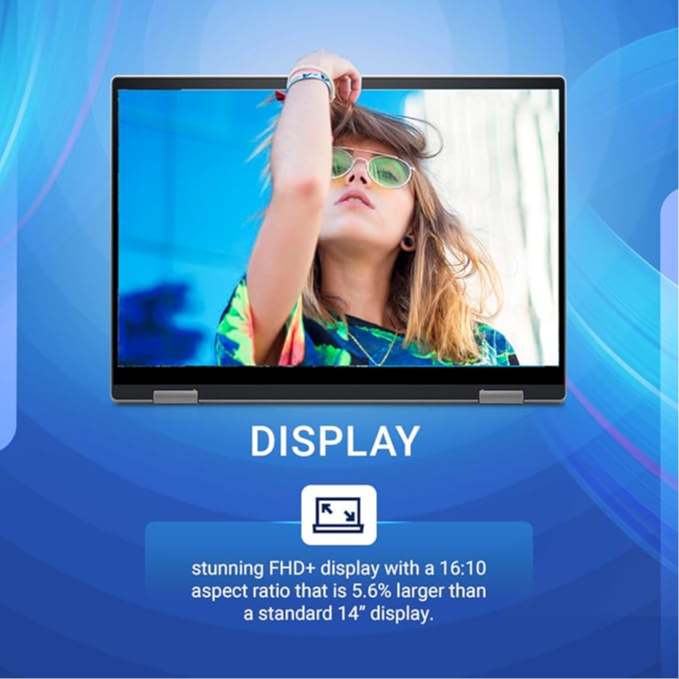 DISPLAY
stunning FHD+ display with a 16:10
aspect ratio that is 5.6% larger than
a standard 14” display.